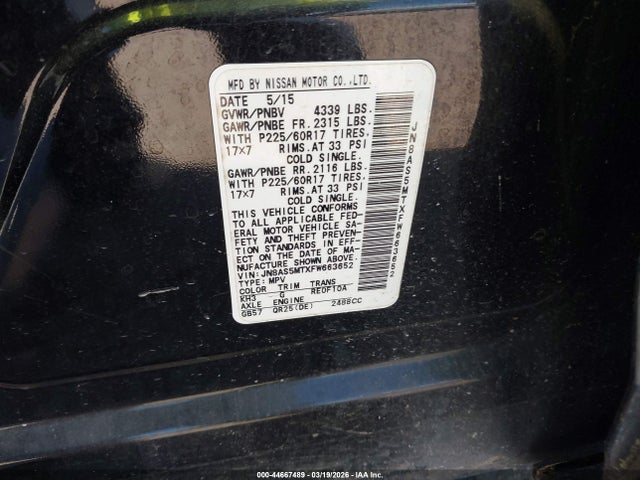 MFD BY NISSAN MOTOR CO.,LTD.
DATE 5/15
GVWR/PNBV 4339 LBS.
GAWR/PNBE FR. 2315 LBS.
WITH P225/60R17 TIRES.
17×7 RIMS. AT 33 PSI
COLD SINGLE.
GAWR/PNBE RR. 2116 LBS.
WITH P225/60R17 TIRES.
17×7 RIMS. AT 33 PSI
COLD SINGLE.
THIS VEHICLE CONFORMS
TO ALL APPLICABLE FED-
ERAL MOTOR VEHICLE SA-
FETY AND THEFT PREVEN-
TION STANDARDS IN EFF-
ECT ON THE DATE OF MA-
NUFACTURE SHOWN ABOVE.
VIN: JN8AS5MTXFW663652
TYPE: MPV
COLOR TRIM TRANS
KH3 G RE0F10A
AXLE ENGINE
GB57 QR25(DE) 2488CC
JN8AS5MTXFW663652
000-44667489 - 03/19/2026 - IAA Inc.